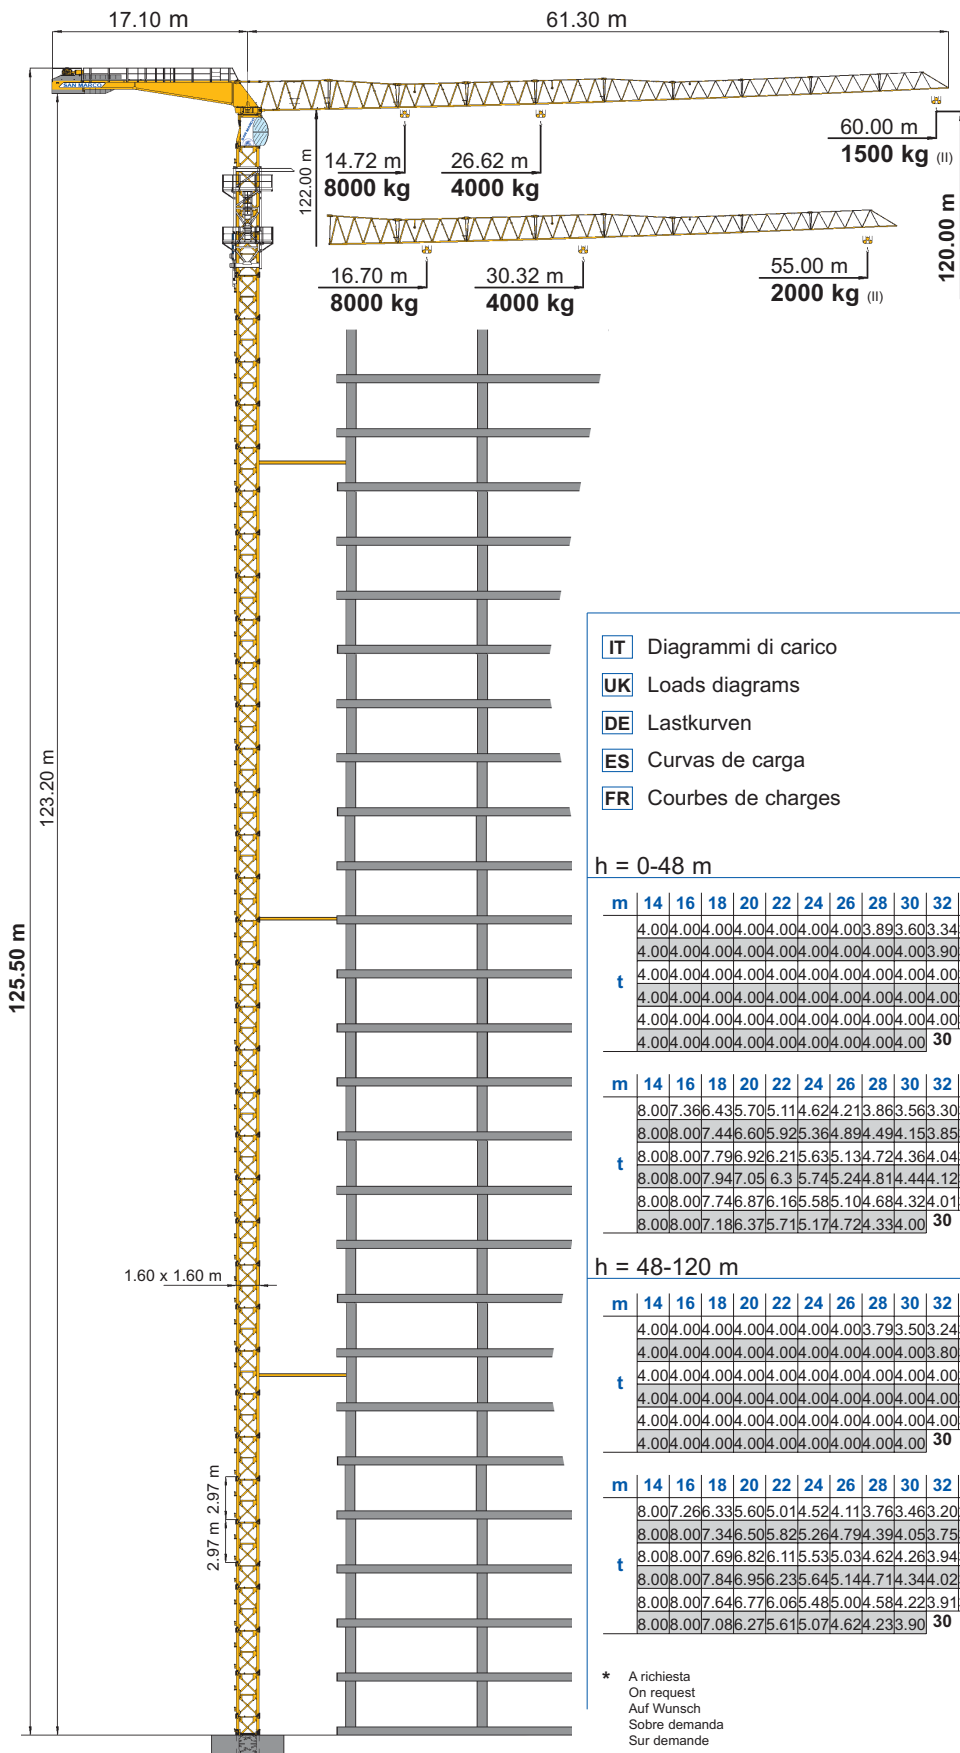 17.10 m
61.30 m
SAN MARCO
14.72 m
8000 kg
26.62 m
4000 kg
60.00 m
1500 kg (II)
122.00 m
120.00 m
16.70 m
8000 kg
30.32 m
4000 kg
55.00 m
2000 kg (II)
IT Diagrammi di carico
UK Loads diagrams
DE Lastkurven
ES Curvas de carga
FR Courbes de charges
123.20 m
125.50 m
h = 0-48 m
m 14 16 18 20 22 24 26 28 30 32
4.00 4.00 4.00 4.00 4.00 4.00 4.00 3.89 3.60 3.34
4.00 4.00 4.00 4.00 4.00 4.00 4.00 4.00 4.00 3.90
t
4.00 4.00 4.00 4.00 4.00 4.00 4.00 4.00 4.00 4.00
4.00 4.00 4.00 4.00 4.00 4.00 4.00 4.00 4.00 4.00
4.00 4.00 4.00 4.00 4.00 4.00 4.00 4.00 4.00 4.00
4.00 4.00 4.00 4.00 4.00 4.00 4.00 4.00 4.00 30
m 14 16 18 20 22 24 26 28 30 32
8.00 7.36 6.43 5.70 5.11 4.62 4.21 3.86 3.56 3.30
8.00 8.00 7.44 6.60 5.92 5.36 4.89 4.49 4.15 3.85
t
8.00 8.00 7.79 6.92 6.21 5.63 5.13 4.72 4.36 4.04
8.00 8.00 7.94 7.05 6.3 5.74 5.24 4.81 4.44 4.12
8.00 8.00 7.74 6.87 6.16 5.58 5.10 4.68 4.32 4.01
8.00 8.00 7.18 6.37 5.71 5.17 4.72 4.33 4.00 30
1.60 x 1.60 m
h = 48-120 m
m 14 16 18 20 22 24 26 28 30 32
4.00 4.00 4.00 4.00 4.00 4.00 4.00 3.79 3.50 3.24
4.00 4.00 4.00 4.00 4.00 4.00 4.00 4.00 4.00 3.80
t
4.00 4.00 4.00 4.00 4.00 4.00 4.00 4.00 4.00 4.00
4.00 4.00 4.00 4.00 4.00 4.00 4.00 4.00 4.00 4.00
4.00 4.00 4.00 4.00 4.00 4.00 4.00 4.00 4.00 4.00
4.00 4.00 4.00 4.00 4.00 4.00 4.00 4.00 4.00 30
2.97 m
2.97 m
m 14 16 18 20 22 24 26 28 30 32
8.00 7.26 6.33 5.60 5.01 4.52 4.11 3.76 3.46 3.20
8.00 8.00 7.34 6.50 5.82 5.26 4.79 4.39 4.05 3.75
t
8.00 8.00 7.69 6.82 6.11 5.53 5.03 4.62 4.26 3.94
8.00 8.00 7.84 6.95 6.23 5.64 5.14 4.71 4.34 4.02
8.00 8.00 7.64 6.77 6.06 5.48 5.00 4.58 4.22 3.91
8.00 8.00 7.08 6.27 5.61 5.07 4.62 4.23 3.90 30
* A richiesta
On request
Auf Wunsch
Sobre demanda
Sur demande